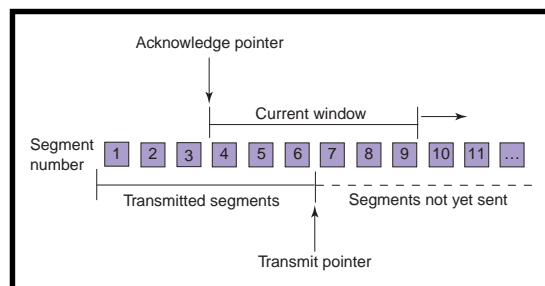 Acknowledge pointer
Current window
Segment
number
1 2 3 4 5 6 7 8 9 10 11 ...
Transmitted segments
Segments not yet sent
Transmit pointer